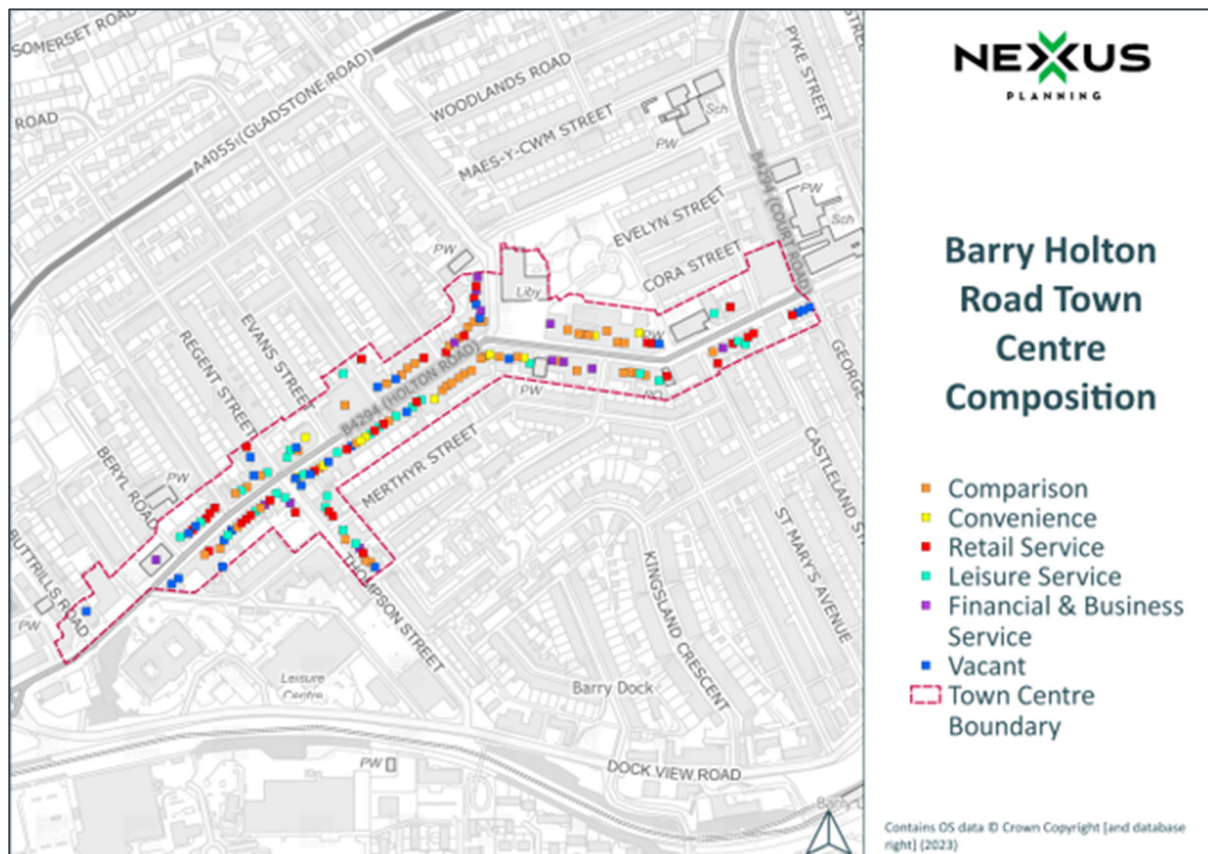 SOMERSET ROAD
ROAD
A4055 (GLADSTONE ROAD)
WOODLANDS ROAD
MAES-Y-CWM STREET
PYKE STREET
STREET
Sch
PW
B4294 (COURT ROAD)
PW
Sch
EVELYN STREET
CORA STREET
PW
Liby
PW
REGENT STREET
EVANS STREET
B4294 (HOLTON ROAD)
PW
PO
GEORGE
BERYL ROAD
PW
MERTHYR STREET
CASTLELAND ST
ST MARY'S AVENUE
BUTTRILLS ROAD
PW
THOMPSON STREET
KINGSLAND CRESCENT
Leisure
Centre
Barry Dock
PW
DOCK VIEW ROAD
NEXUS
PLANNING
Barry Holton
Road Town
Centre
Composition
Comparison
Convenience
Retail Service
Leisure Service
Financial & Business
Service
Vacant
Town Centre
Boundary
Contains OS data © Crown Copyright [and database
right] (2023)